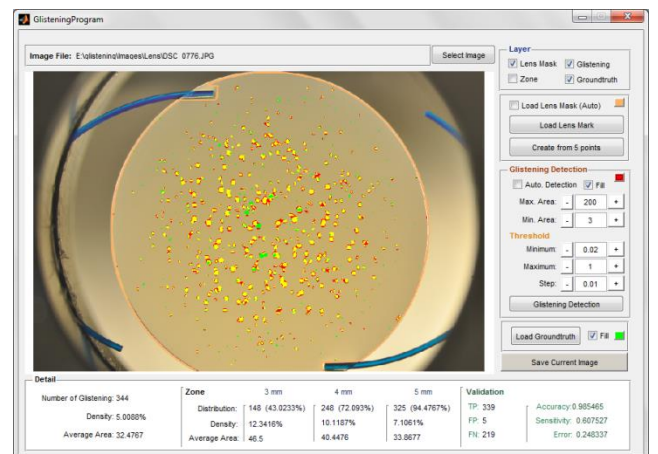 GlisteningProgram
Image File: E:\glistening\Images\Lens\DSC_0776.JPG
Select Image
Layer
Lens Mask
Glistening
Zone
Groundtruth
Load Lens Mask (Auto)
Load Lens Mark
Create from 5 points
Glistening Detection
Auto. Detection
Fill
Max. Area: - 200 +
Min. Area: - 3 +
Threshold
Minimum: - 0.02 +
Maximum: - 1 +
Step: - 0.01 +
Glistening Detection
Load Groundtruth
Fill
Save Current Image
Detail
Number of Glistening: 344
Density: 5.0088%
Average Area: 32.4767
Zone 3 mm 4 mm 5 mm
Distribution: 148 (43.0233%) 248 (72.093%) 325 (94.4767%)
Density: 12.3416% 10.1187% 7.1061%
Average Area: 46.5 40.4476 33.8677
Validation
TP: 339
FP: 5
FN: 219
Accuracy:0.985465
Sensitivity: 0.607527
Error: 0.248337